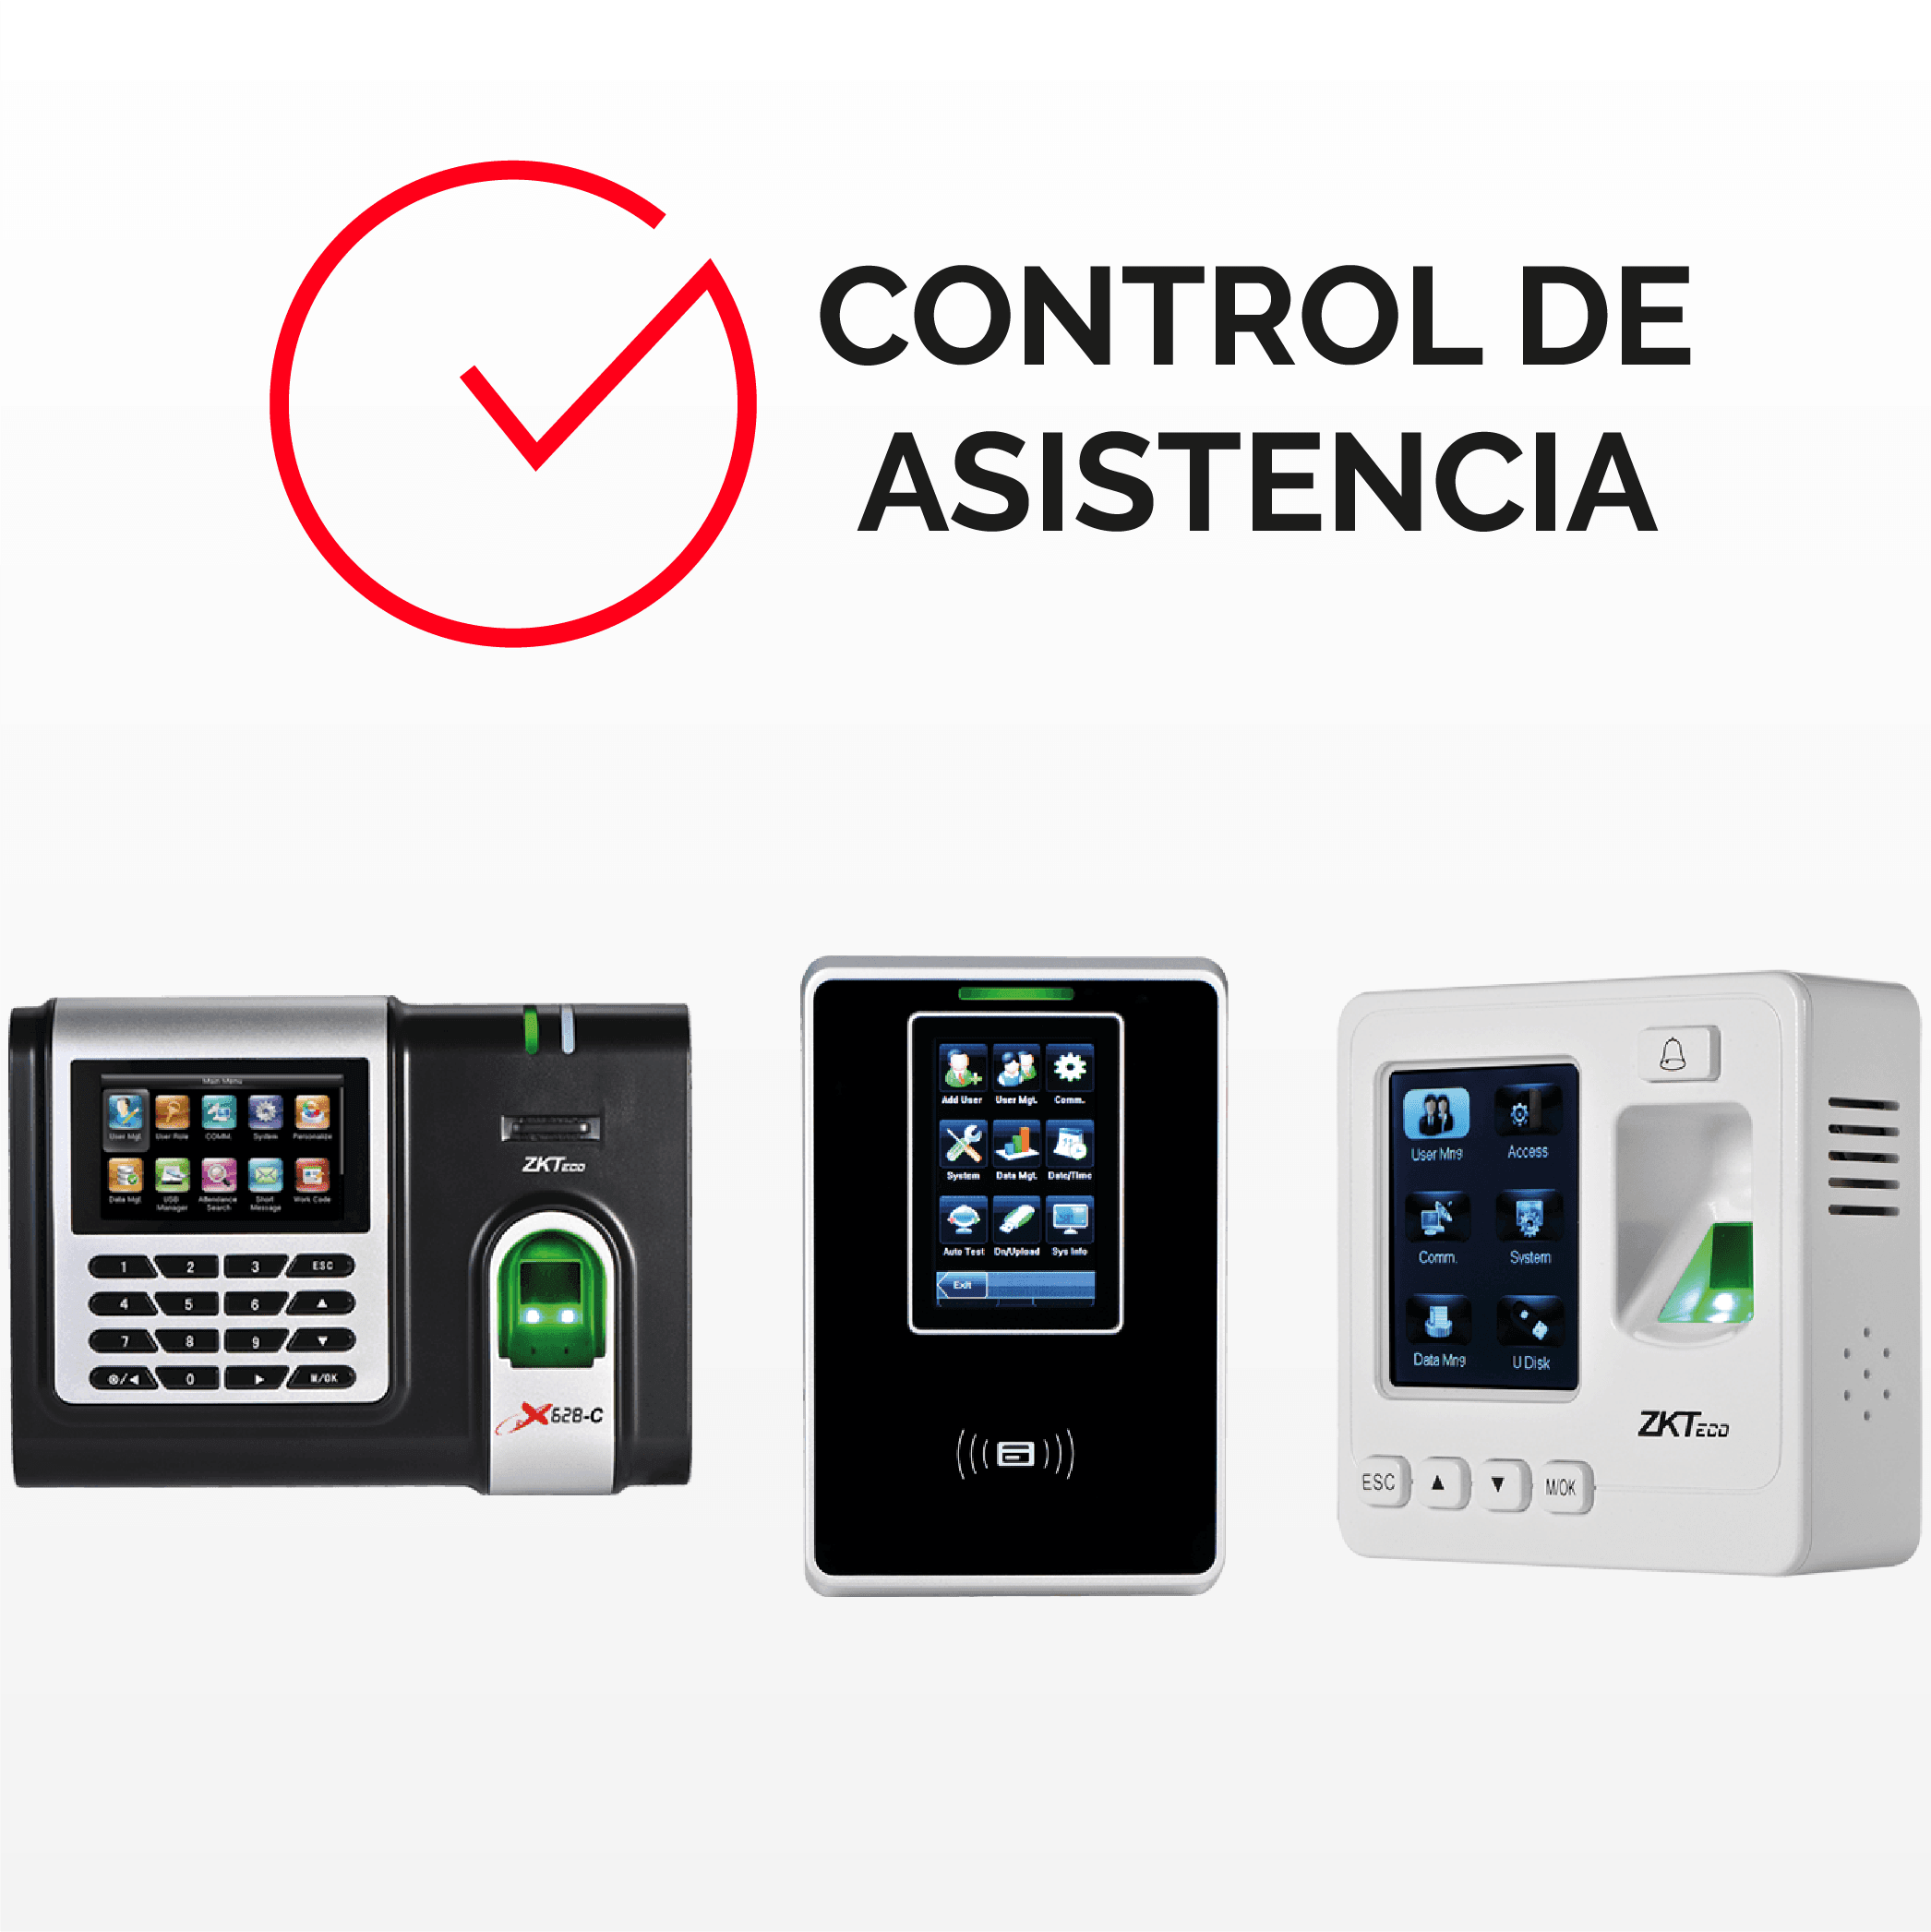 CONTROL DE
ASISTENCIA
Main Menu
User Mgt. User Role COMM. System Personalize
Data Mgt. USB Manager Attendance Search Short Message Work Code
ZKTECO
1 2 3 ESC
4 5 6 ▲
7 8 9 ▼
0 ► M/OK
X628-C
Add User User Mgt. Comm.
System Data Mgt. Date/Time
Auto Test Dn/Upload Sys Info
Exit
User Mng Access
Comm. System
Data Mng U Disk
ZKTECO
ESC ▲ ▼ M/OK